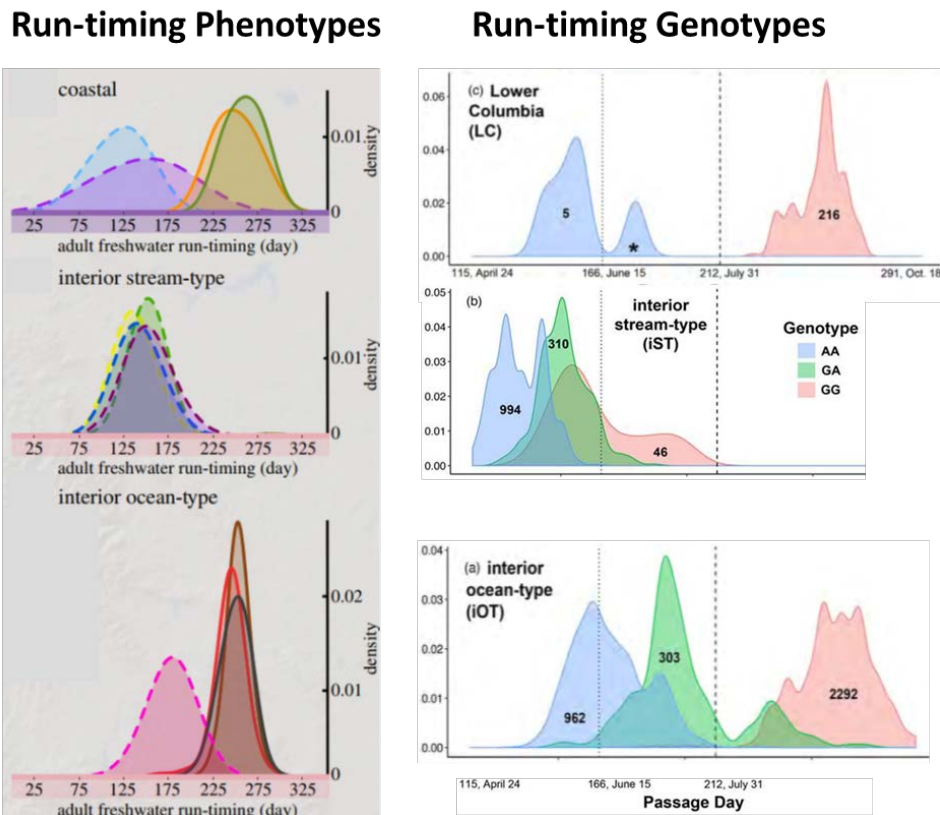 Run-timing Phenotypes
Run-timing Genotypes
coastal
0.01
density
0
25 75 125 175 225 275 325
adult freshwater run-timing (day)
interior stream-type
0.01
density
0
25 75 125 175 225 275 325
adult freshwater run-timing (day)
interior ocean-type
0.02
density
0.01
0
25 75 125 175 225 275 325
adult freshwater run-timing (day)
(c) Lower
Columbia
(LC)
0.06
0.04
0.02
0.00
5
*
216
115, April 24 166, June 15 212, July 31 291, Oct. 18
(b)
interior
stream-type
(iST)
0.05
0.04
0.03
0.02
0.01
0.00
994
310
46
Genotype
AA
GA
GG
(a) interior
ocean-type
(iOT)
0.04
0.03
0.02
0.01
0.00
962
303
2292
115, April 24 166, June 15 212, July 31
Passage Day